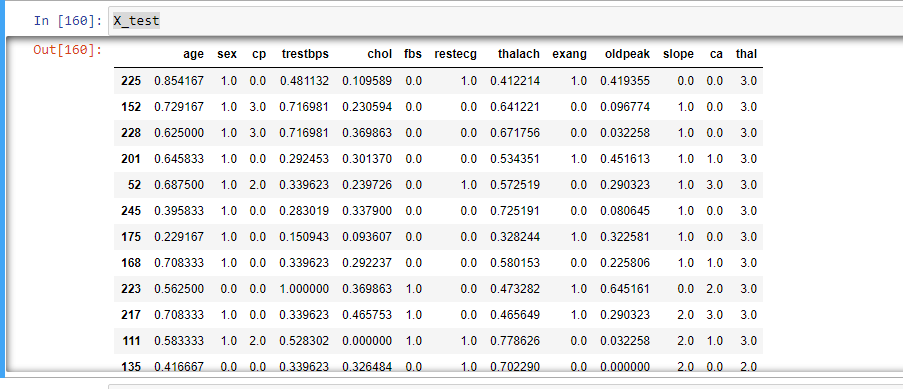 In [160]: X_test
Out[160]:
age sex cp trestbps chol fbs restecg thalach exang oldpeak slope ca thal
225 0.854167 1.0 0.0 0.481132 0.109589 0.0 1.0 0.412214 1.0 0.419355 0.0 0.0 3.0
152 0.729167 1.0 3.0 0.716981 0.230594 0.0 0.0 0.641221 0.0 0.096774 1.0 0.0 3.0
228 0.625000 1.0 3.0 0.716981 0.369863 0.0 0.0 0.671756 0.0 0.032258 1.0 0.0 3.0
201 0.645833 1.0 0.0 0.292453 0.301370 0.0 0.0 0.534351 1.0 0.451613 1.0 1.0 3.0
52 0.687500 1.0 2.0 0.339623 0.239726 0.0 1.0 0.572519 0.0 0.290323 1.0 3.0 3.0
245 0.395833 1.0 0.0 0.283019 0.337900 0.0 0.0 0.725191 0.0 0.080645 1.0 0.0 3.0
175 0.229167 1.0 0.0 0.150943 0.093607 0.0 0.0 0.328244 1.0 0.322581 1.0 0.0 3.0
168 0.708333 1.0 0.0 0.339623 0.292237 0.0 0.0 0.580153 0.0 0.225806 1.0 1.0 3.0
223 0.562500 0.0 0.0 1.000000 0.369863 1.0 0.0 0.473282 1.0 0.645161 0.0 2.0 3.0
217 0.708333 1.0 0.0 0.339623 0.465753 1.0 0.0 0.465649 1.0 0.290323 2.0 3.0 3.0
111 0.583333 1.0 2.0 0.528302 0.000000 1.0 1.0 0.778626 0.0 0.032258 2.0 1.0 3.0
135 0.416667 0.0 0.0 0.339623 0.326484 0.0 1.0 0.702290 0.0 0.000000 2.0 0.0 2.0